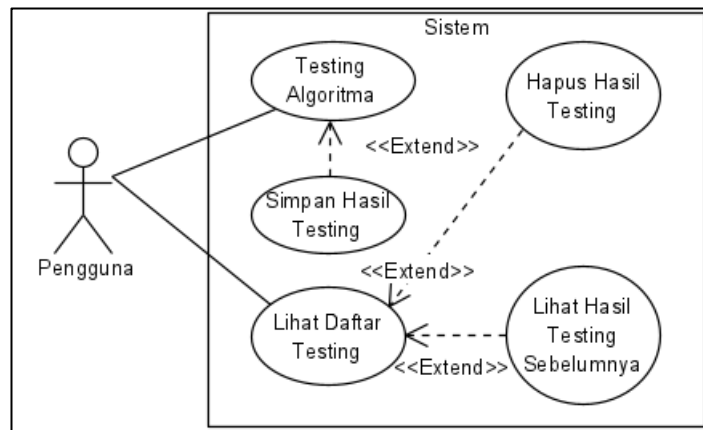 Sistem
Testing
Algoritma
Hapus Hasil
Testing
<<Extend>>
Simpan Hasil
Testing
Pengguna
<<Extend>>
Lihat Daftar
Testing
Lihat Hasil
Testing
Sebelumnya
<<Extend>>